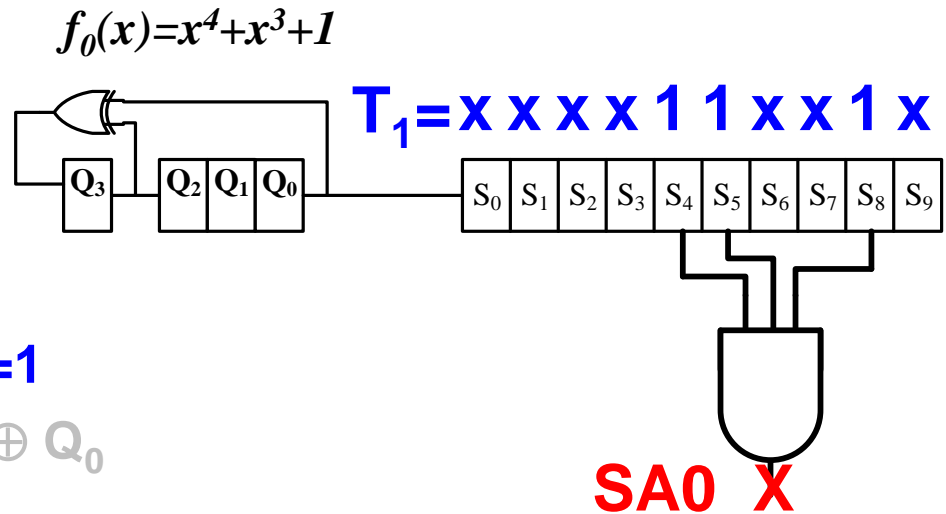 f₀(x)=x⁴+x³+1
T₁= x x x x 1 1 x x 1 x
Q₃ Q₂ Q₁ Q₀ S₀ S₁ S₂ S₃ S₄ S₅ S₆ S₇ S₈ S₉
=1
⊕ Q₀
SA0 X